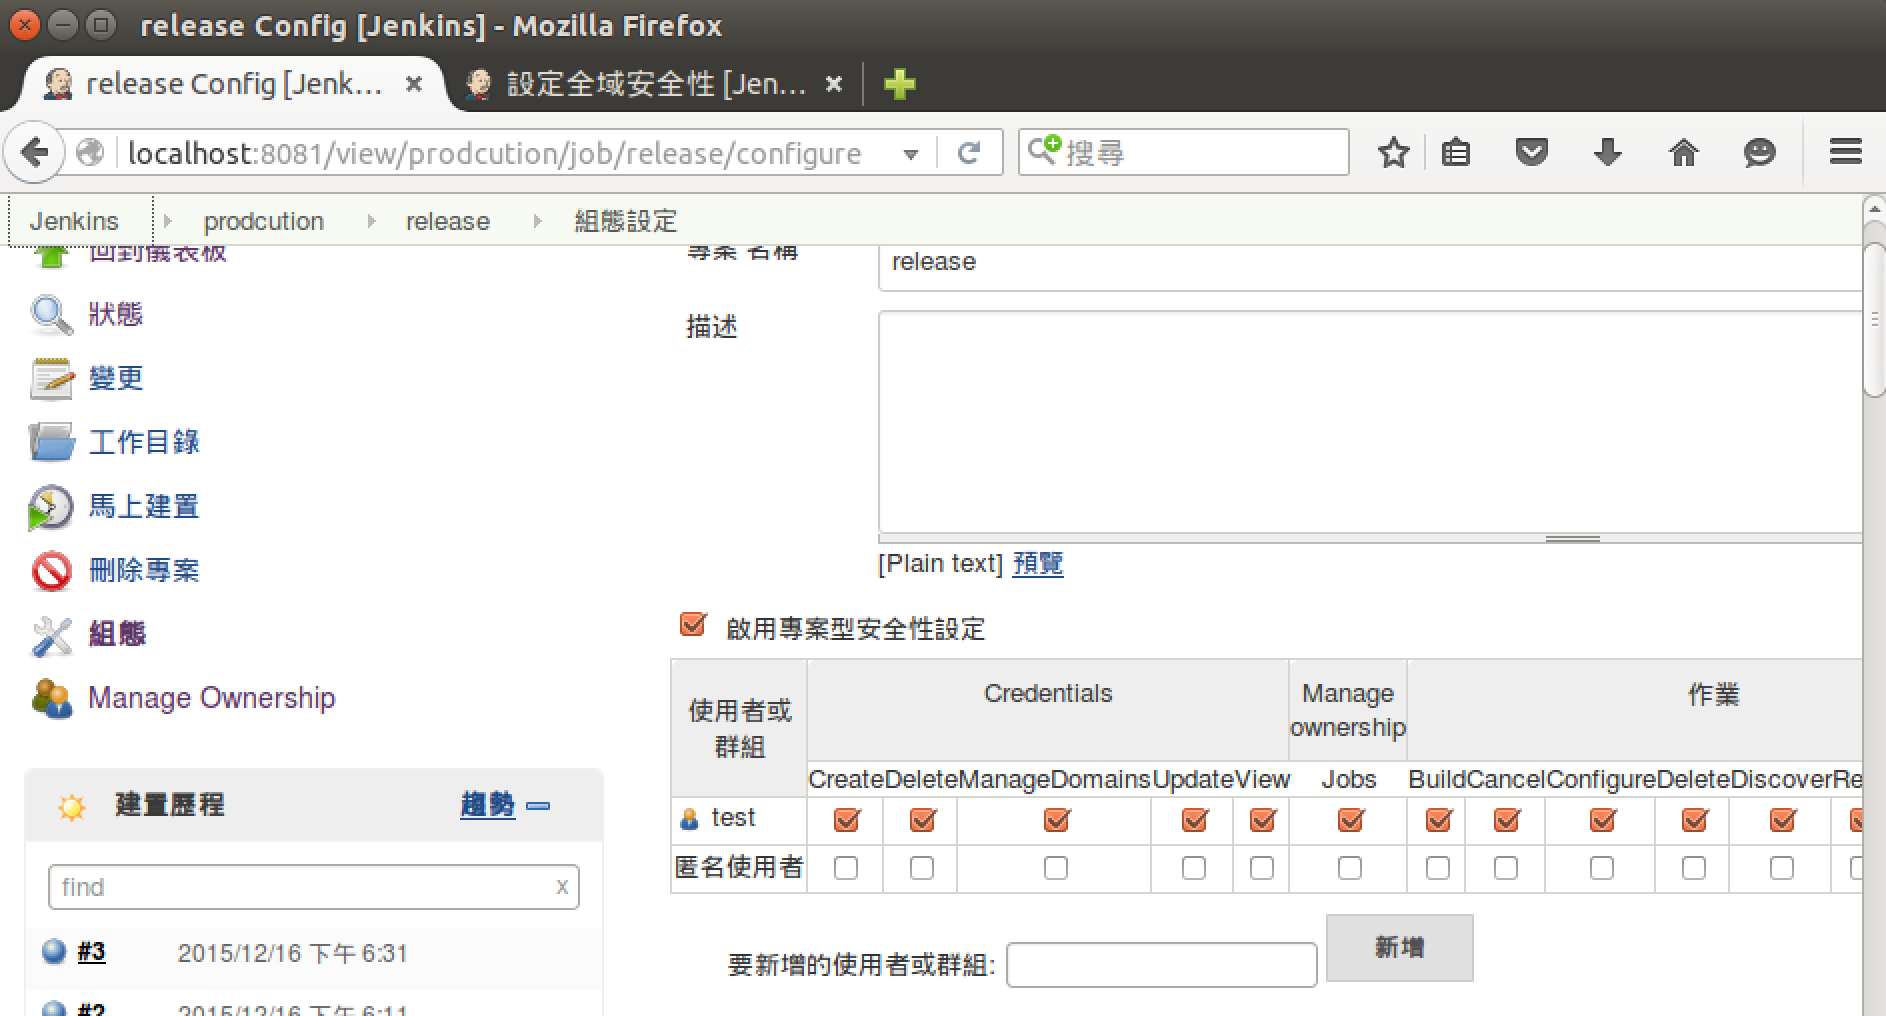 release Config [Jenkins] - Mozilla Firefox
release Config [Jenk...
設定全域安全性 [Jen...
localhost:8081/view/prodcution/job/release/configure
搜尋
Jenkins
prodcution
release
組態設定
回到儀表板
狀態
變更
工作目錄
馬上建置
刪除專案
組態
Manage Ownership
建置歷程
趨勢
find
x
#3 2015/12/16 下午 6:31
#2 2015/12/16 下午 6:11
專案 名稱
release
描述
[Plain text] 預覽
啟用專案型安全性設定
使用者或
群組
Credentials
Manage
ownership
作業
Create Delete ManageDomains Update View Jobs Build Cancel Configure Delete Discover Re
test
匿名使用者
要新增的使用者或群組:
新增